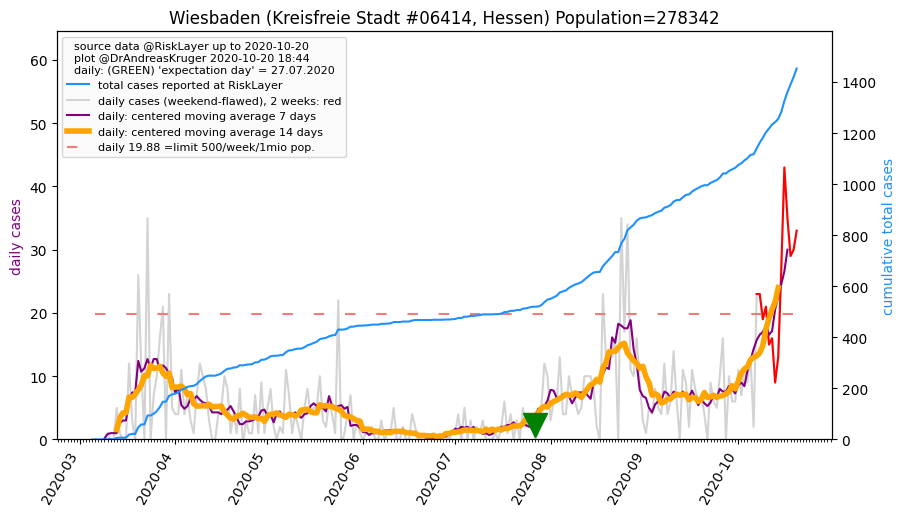 Wiesbaden (Kreisfreie Stadt #06414, Hessen) Population=278342
source data @RiskLayer up to 2020-10-20
plot @DrAndreasKruger 2020-10-20 18:44
daily: (GREEN) 'expectation day' = 27.07.2020
total cases reported at RiskLayer
daily cases (weekend-flawed), 2 weeks: red
daily: centered moving average 7 days
daily: centered moving average 14 days
daily 19.88 =limit 500/week/1mio pop.
daily cases
60
50
40
30
20
10
0
cumulative total cases
1400
1200
1000
800
600
400
200
0
2020-03
2020-04
2020-05
2020-06
2020-07
2020-08
2020-09
2020-10